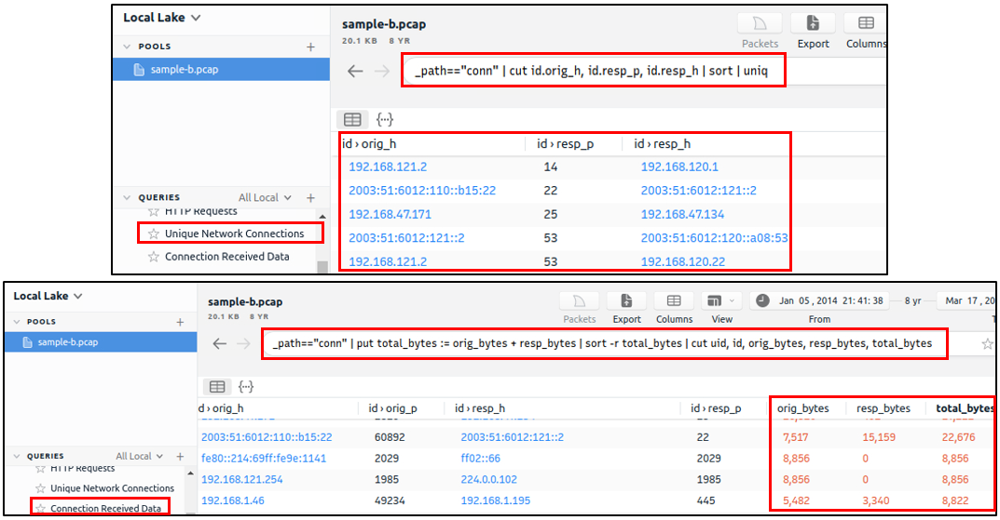 Local Lake
sample-b.pcap
20.1 KB 8 YR
Packets Export Columns
POOLS +
sample-b.pcap
_path=="conn" | cut id.orig_h, id.resp_p, id.resp_h | sort | uniq
{···}
id › orig_h id › resp_p id › resp_h
192.168.121.2 14 192.168.120.1
2003:51:6012:110::b15:22 22 2003:51:6012:121::2
192.168.47.171 25 192.168.47.134
2003:51:6012:121::2 53 2003:51:6012:120::a08:53
192.168.121.2 53 192.168.120.22
QUERIES All Local +
HTTP Requests
Unique Network Connections
Connection Received Data
Local Lake
sample-b.pcap
20.1 KB 8 YR
Packets Export Columns View
Jan 05 , 2014 21 : 41 : 38 8 yr Mar 17 , 20
From
POOLS +
sample-b.pcap
_path=="conn" | put total_bytes := orig_bytes + resp_bytes | sort -r total_bytes | cut uid, id, orig_bytes, resp_bytes, total_bytes
{···}
d › orig_h id › orig_p id › resp_h id › resp_p orig_bytes resp_bytes total_bytes
2003:51:6012:110::b15:22 60892 2003:51:6012:121::2 22 7,517 15,159 22,676
fe80::214:69ff:fe9e:1141 2029 ff02::66 2029 8,856 0 8,856
192.168.121.254 1985 224.0.0.102 1985 8,856 0 8,856
192.168.1.46 49234 192.168.1.195 445 5,482 3,340 8,822
QUERIES All Local +
HTTP Requests
Unique Network Connections
Connection Received Data